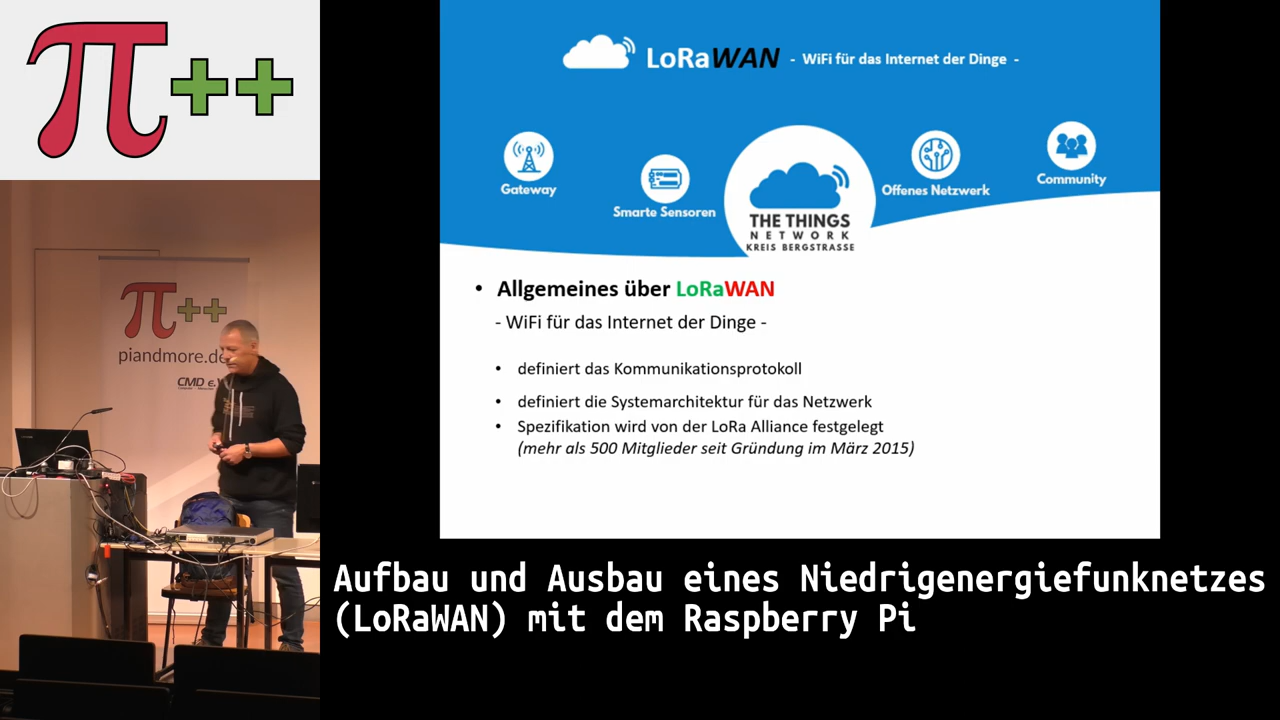 π++
LoRaWAN - WiFi für das Internet der Dinge -
Gateway
Smarte Sensoren
THE THINGS
NETWORK
KREIS BERGSTRASSE
Offenes Netzwerk
Community
• Allgemeines über LoRaWAN
- WiFi für das Internet der Dinge -
• definiert das Kommunikationsprotokoll
• definiert die Systemarchitektur für das Netzwerk
• Spezifikation wird von der LoRa Alliance festgelegt
(mehr als 500 Mitglieder seit Gründung im März 2015)
π++
piandmore.de
CMD e.V
Aufbau und Ausbau eines Niedrigenergiefunknetzes
(LoRaWAN) mit dem Raspberry Pi